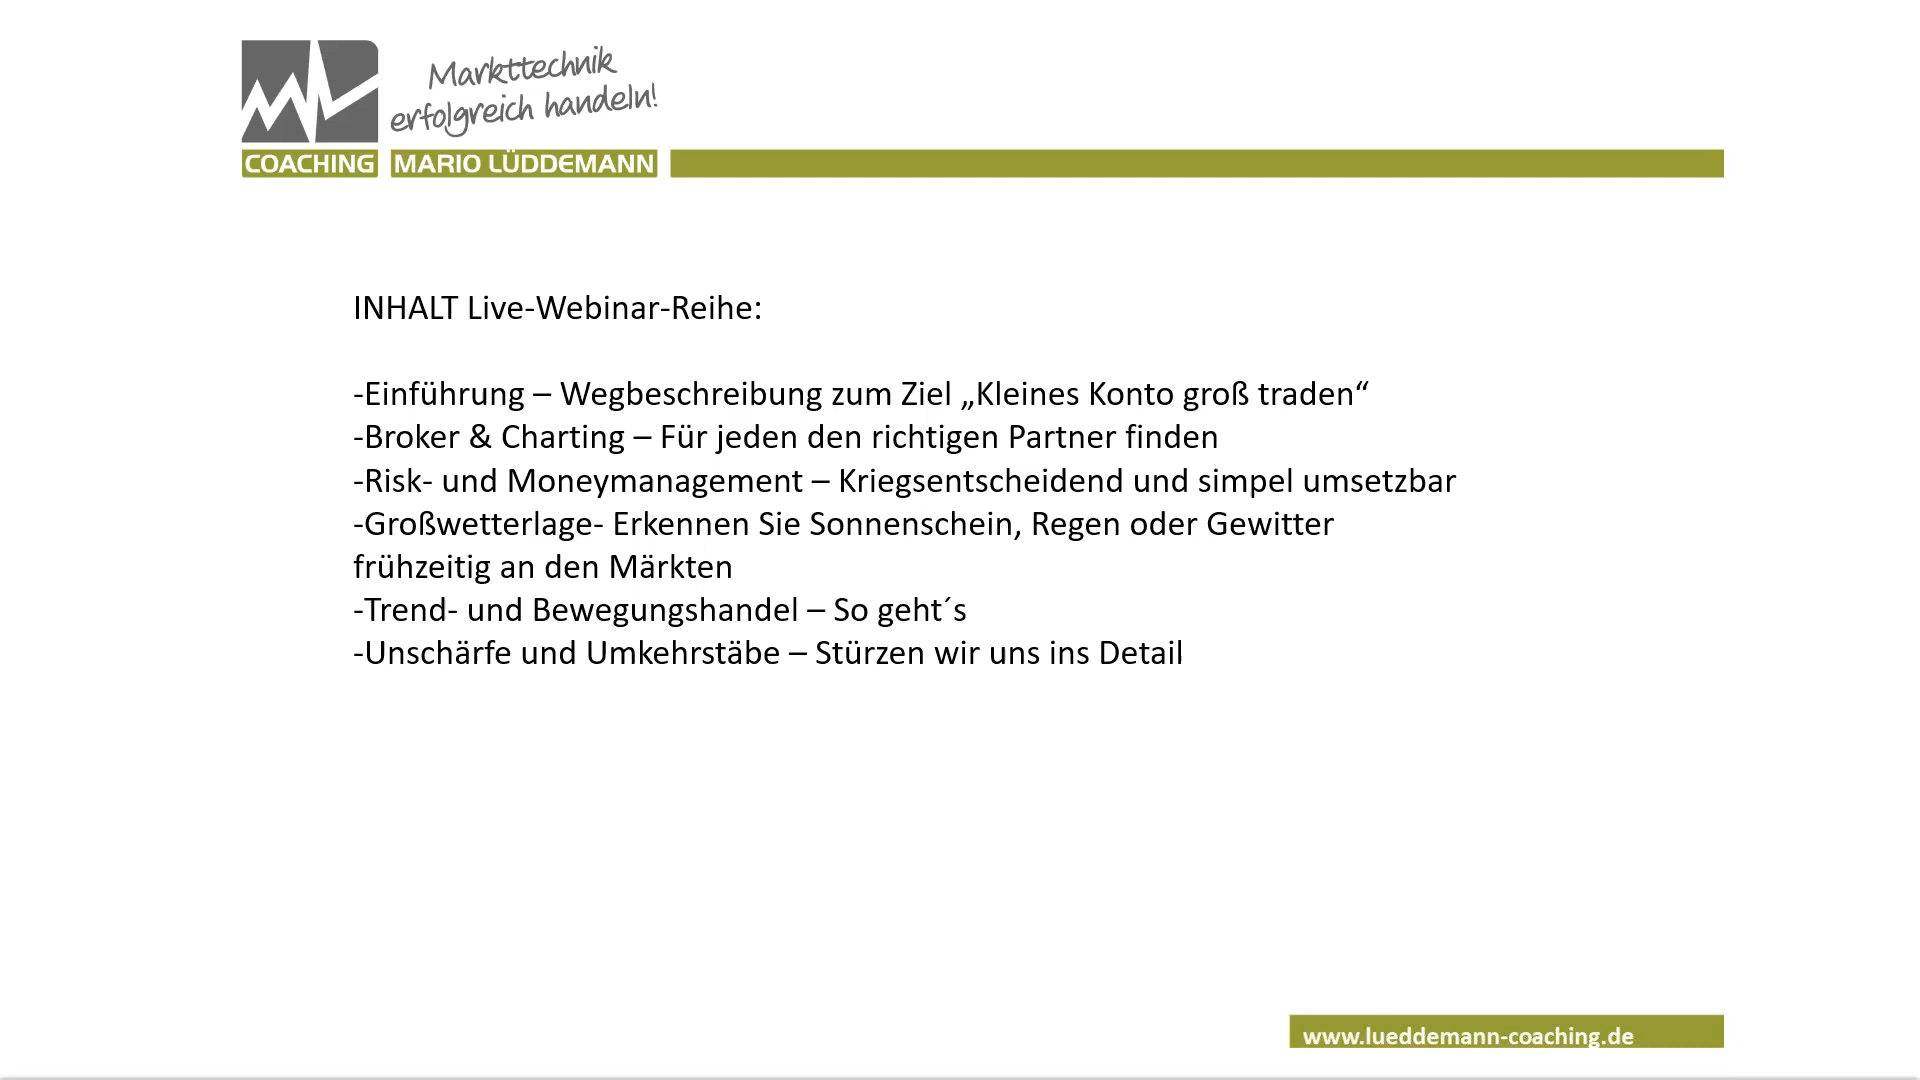 Markttechnik
erfolgreich handeln!
COACHING MARIO LÜDDEMANN
INHALT Live-Webinar-Reihe:
-Einführung – Wegbeschreibung zum Ziel „Kleines Konto groß traden“
-Broker & Charting – Für jeden den richtigen Partner finden
-Risk- und Moneymanagement – Kriegsentscheidend und simpel umsetzbar
-Großwetterlage- Erkennen Sie Sonnenschein, Regen oder Gewitter
frühzeitig an den Märkten
-Trend- und Bewegungshandel – So geht´s
-Unschärfe und Umkehrstäbe – Stürzen wir uns ins Detail
www.lueddemann-coaching.de